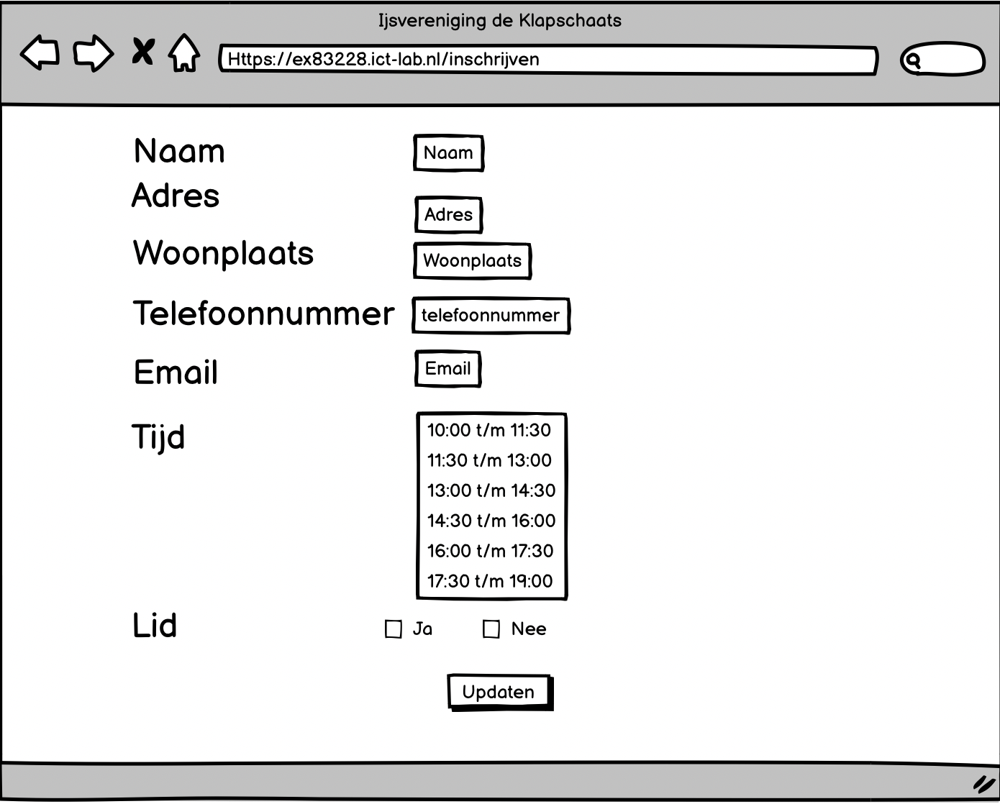 Ijsvereniging de Klapschaats
Https://ex83228.ict-lab.nl/inschrijven
Naam
Naam
Adres
Adres
Woonplaats
Woonplaats
Telefoonnummer
telefoonnummer
Email
Email
Tijd
10:00 t/m 11:30
11:30 t/m 13:00
13:00 t/m 14:30
14:30 t/m 16:00
16:00 t/m 17:30
17:30 t/m 19:00
Lid
Ja
Nee
Updaten